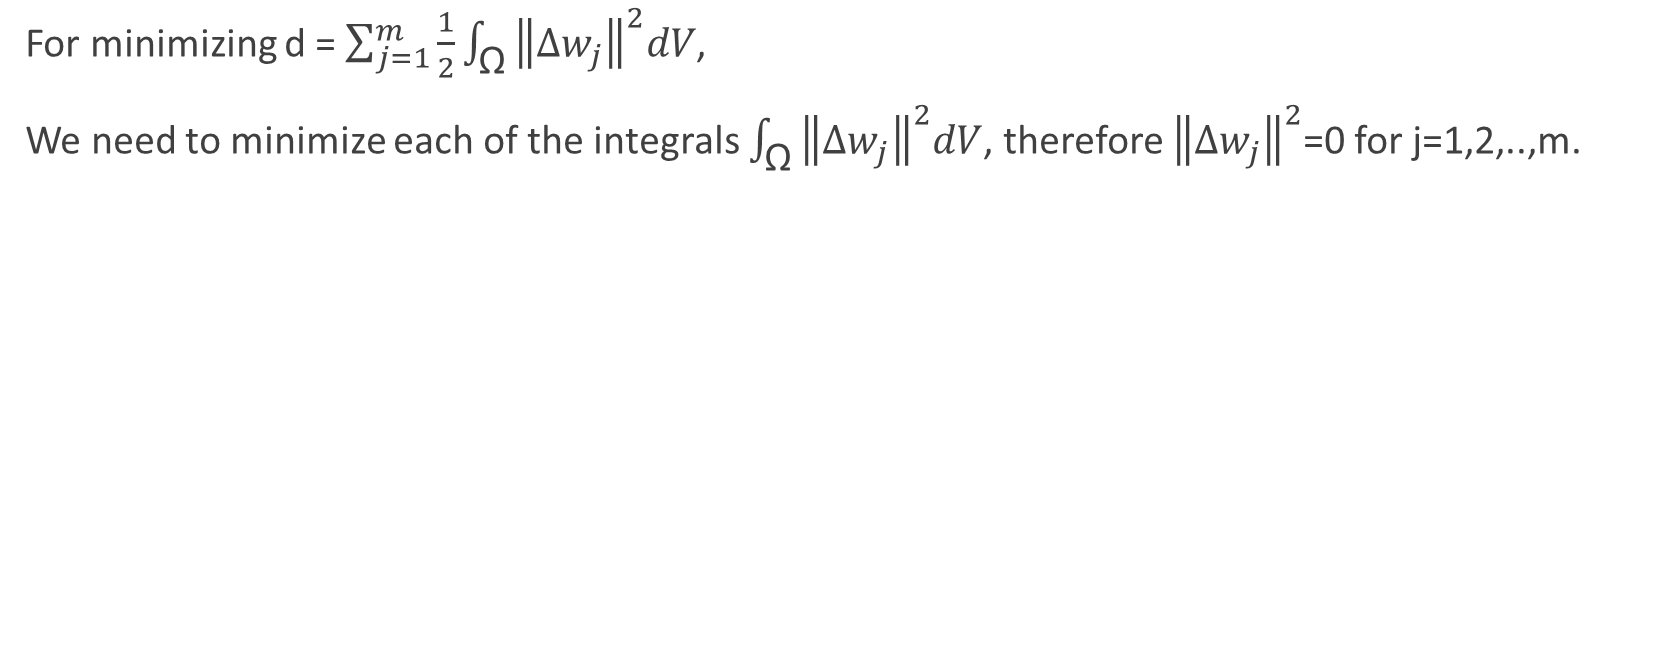 For minimizing d = ∑_{j=1}^{m} \frac{1}{2} ∫_Ω ‖Δw_j‖² dV,
We need to minimize each of the integrals ∫_Ω ‖Δw_j‖² dV, therefore ‖Δw_j‖²=0 for j=1,2,..,m.